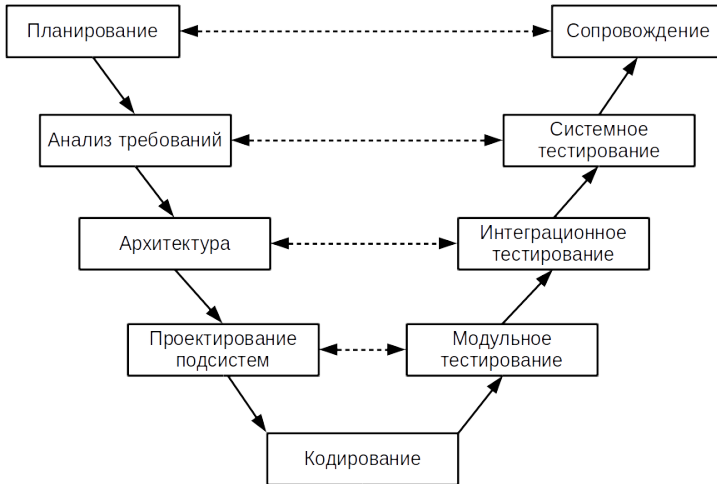 Планирование
Сопровождение
Анализ требований
Системное
тестирование
Архитектура
Интеграционное
тестирование
Проектирование
подсистем
Модульное
тестирование
Кодирование